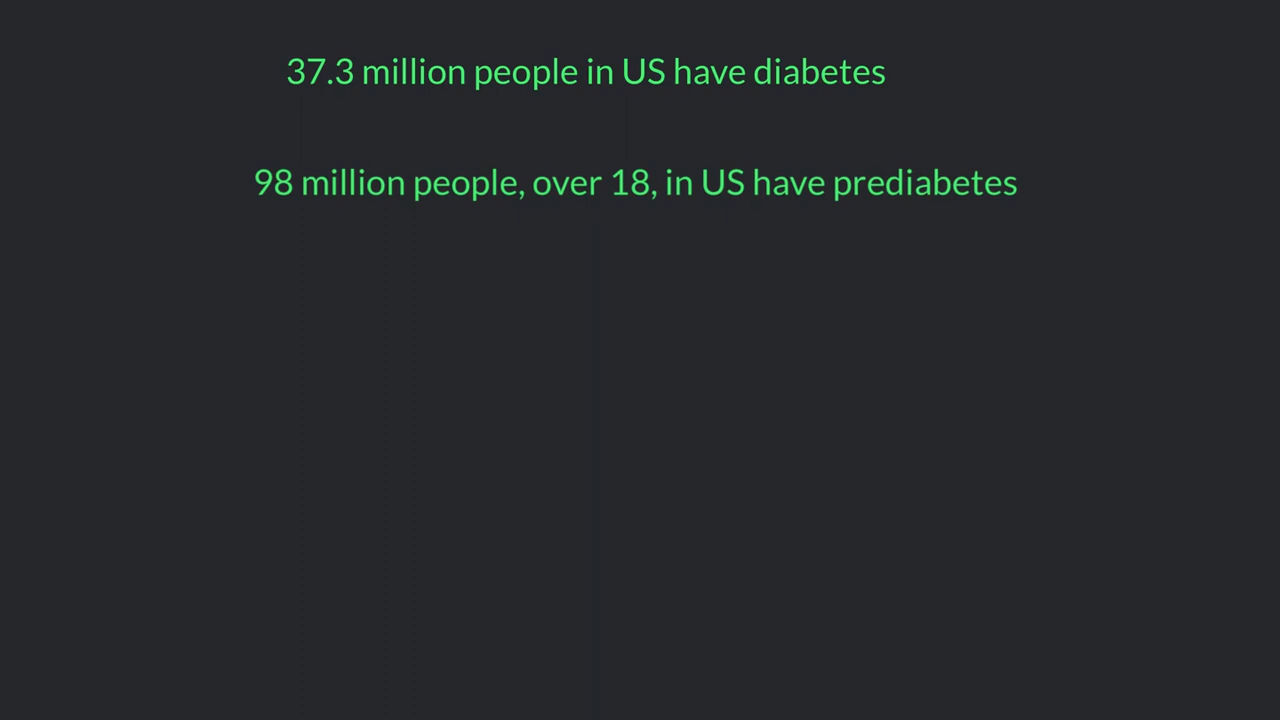 37.3 million people in US have diabetes
98 million people, over 18, in US have prediabetes